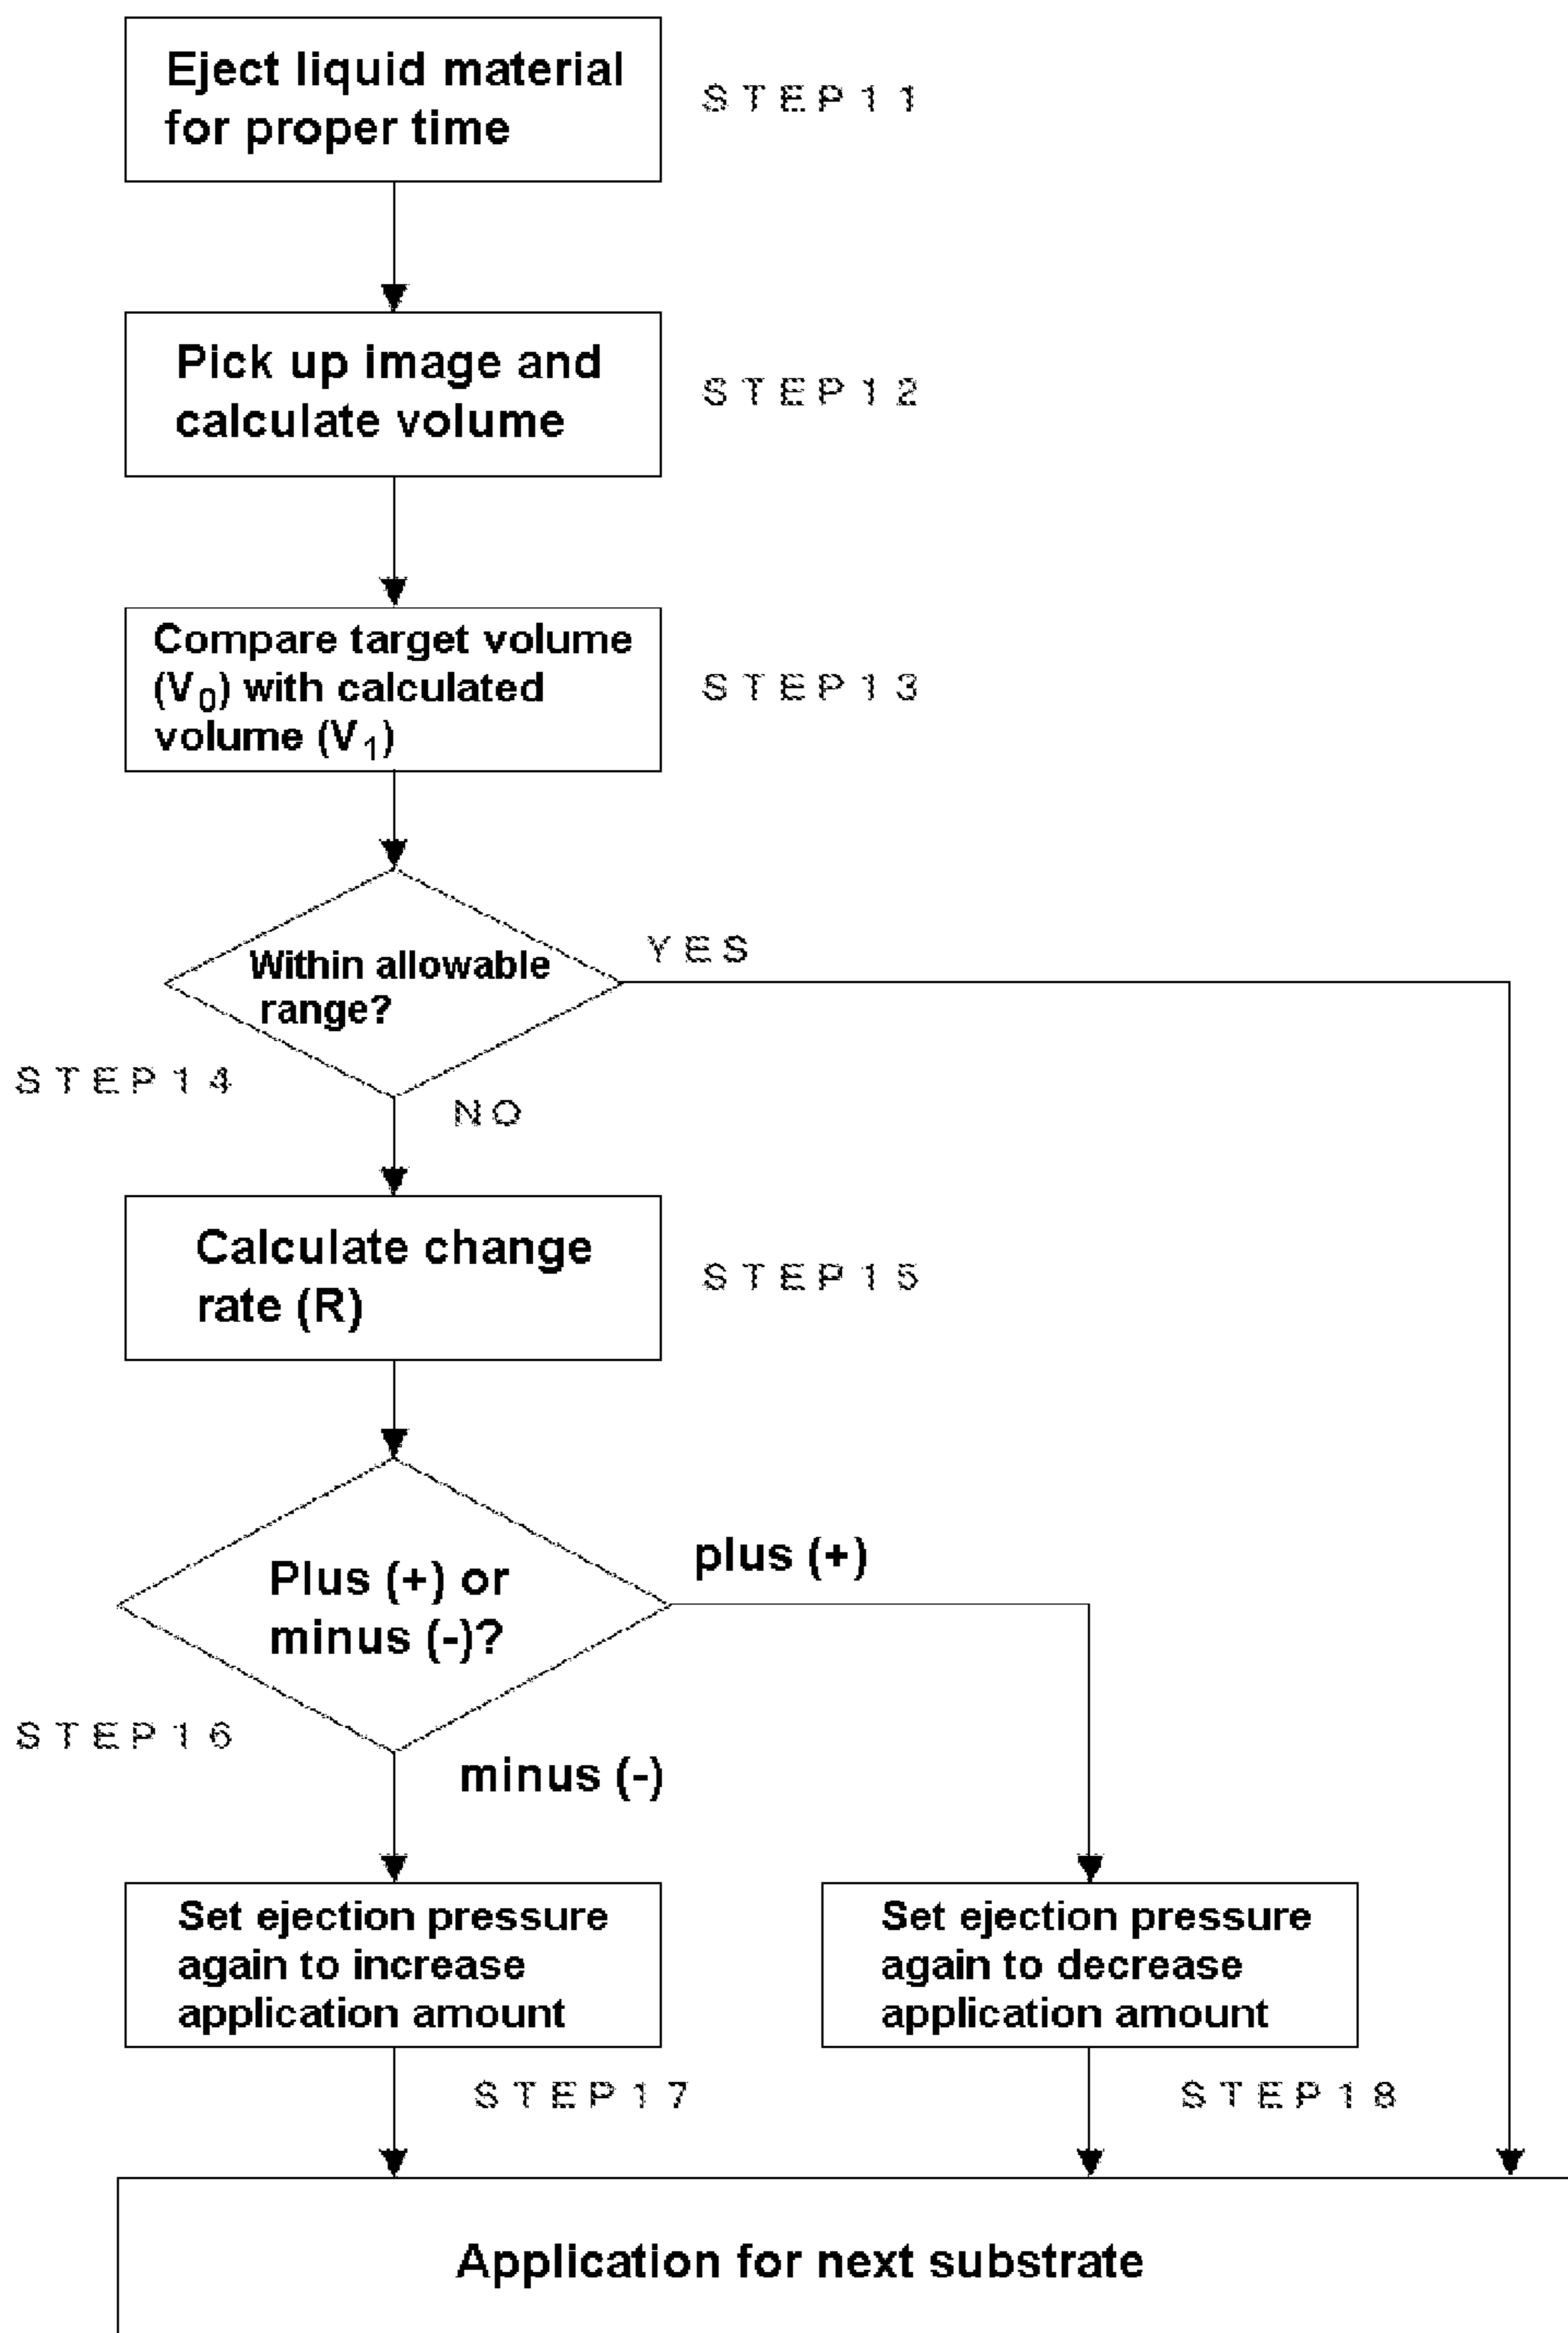 Eject liquid material
for proper time
STEP11
Pick up image and
calculate volume
STEP12
Compare target volume
(V0) with calculated
volume (V1)
STEP13
Within allowable
range?
YES
STEP14
NO
Calculate change
rate (R)
STEP15
Plus (+) or
minus (-)?
plus (+)
STEP16
minus (-)
Set ejection pressure
again to increase
application amount
STEP17
Set ejection pressure
again to decrease
application amount
STEP18
Application for next substrate